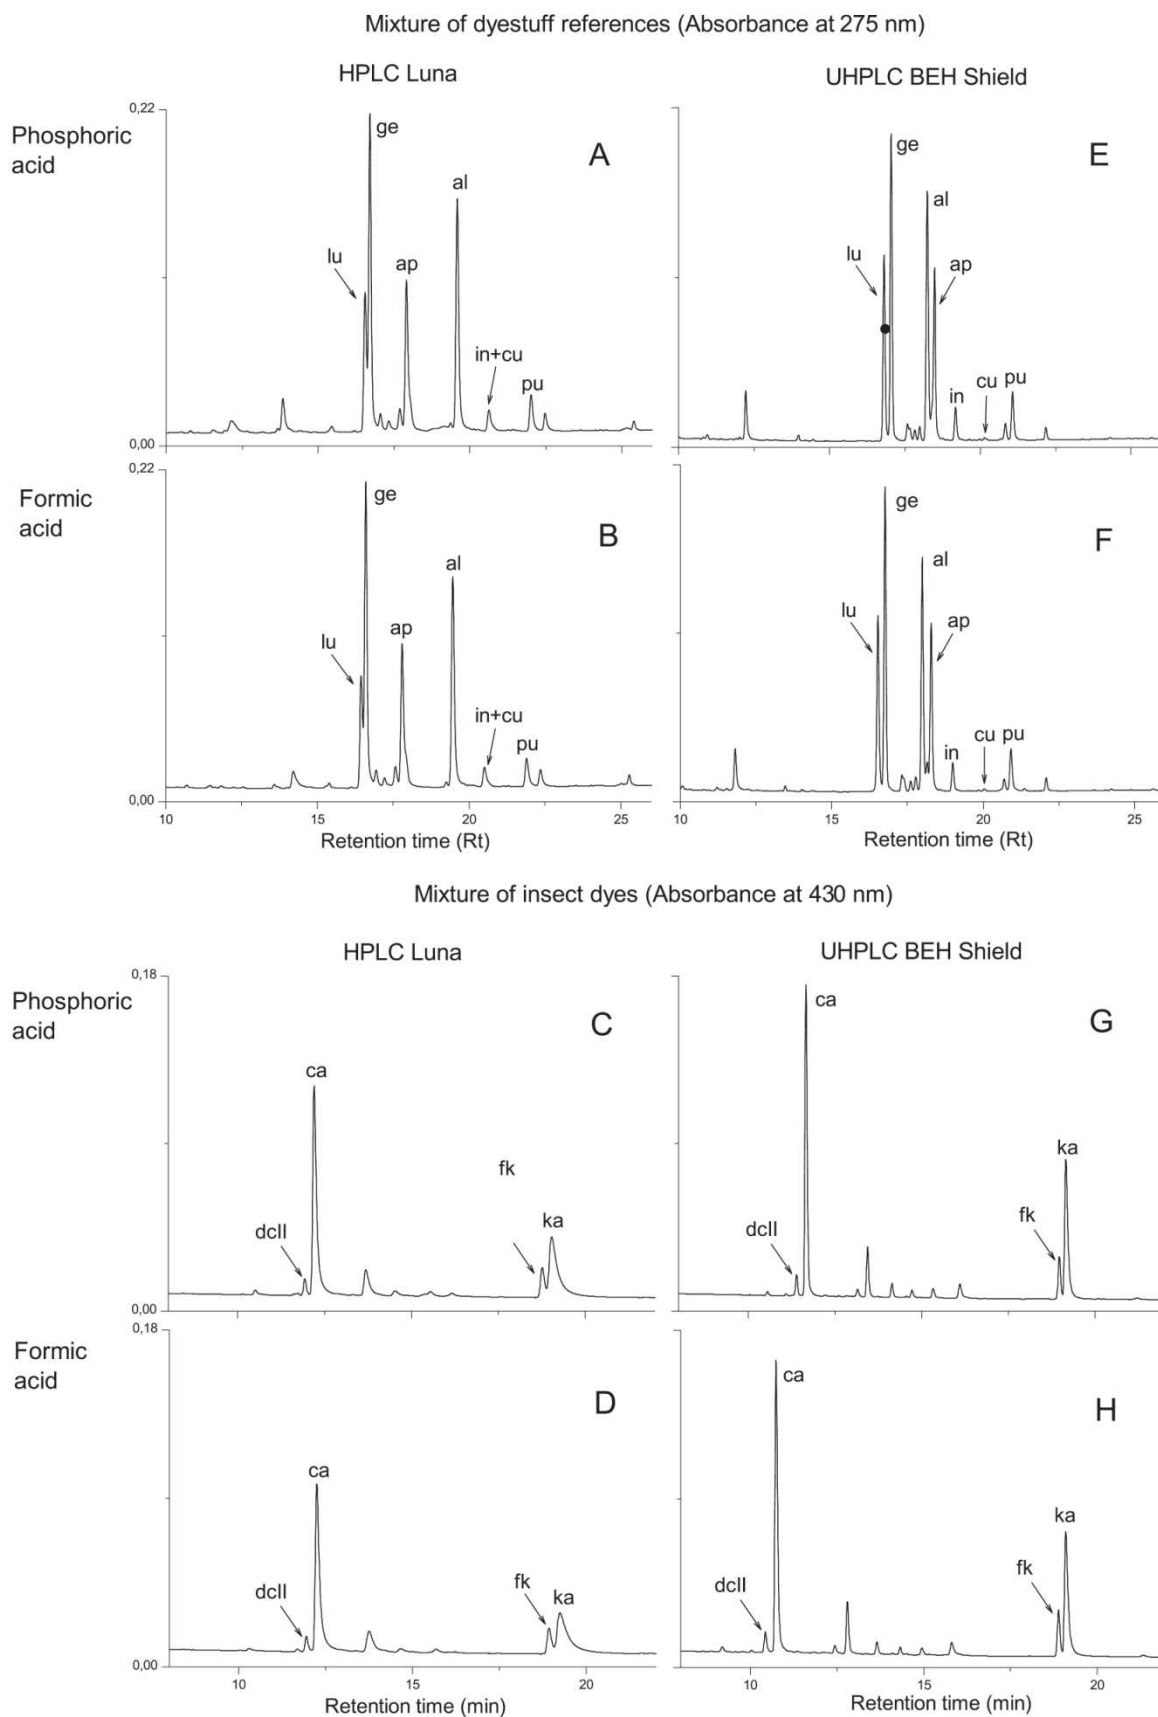 Mixture of dyestuff references (Absorbance at 275 nm)
HPLC Luna
UHPLC BEH Shield
Phosphoric
acid
0,22
0,00
lu
ge
ap
al
in+cu
pu
A
lu
ge
al
ap
in
cu
pu
E
Formic
acid
0,22
0,00
lu
ge
ap
al
in+cu
pu
B
10
15
20
25
Retention time (Rt)
lu
ge
al
ap
in
cu
pu
F
10
15
20
25
Retention time (Rt)
Mixture of insect dyes (Absorbance at 430 nm)
HPLC Luna
UHPLC BEH Shield
Phosphoric
acid
0,18
0,00
dcII
ca
fk
ka
C
dcII
ca
fk
ka
G
Formic
acid
0,18
0,00
dcII
ca
fk
ka
D
10
15
20
Retention time (min)
dcII
ca
fk
ka
H
10
15
20
Retention time (min)